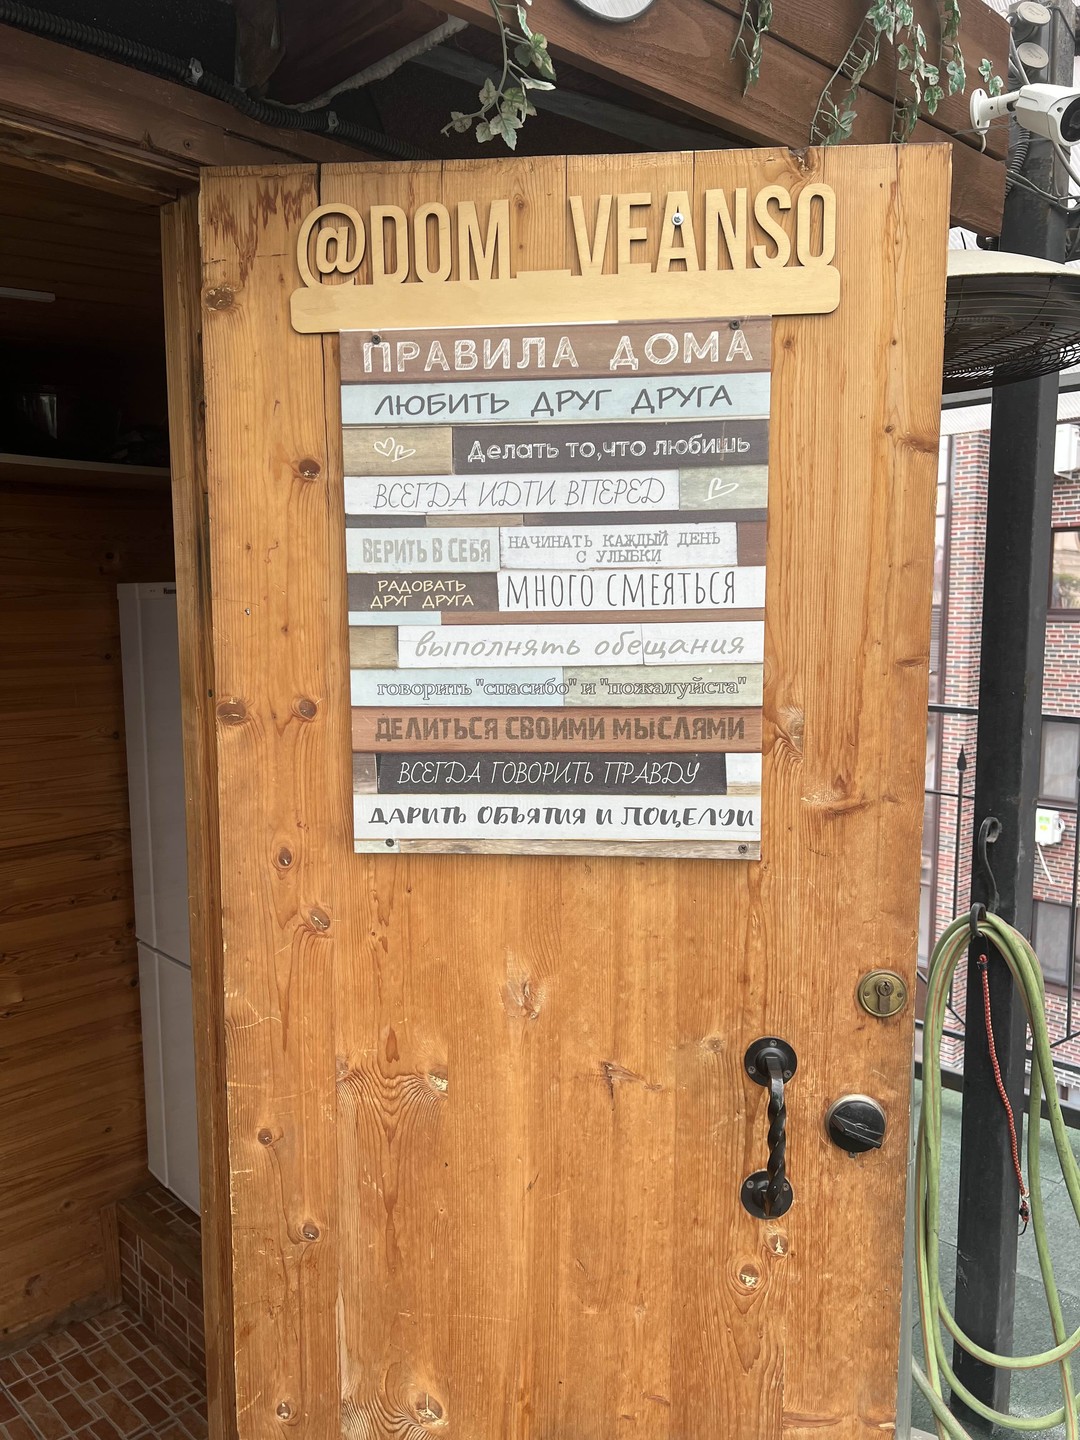 @DOM_VEANSO
ПРАВИЛА ДОМА
ЛЮБИТЬ ДРУГ ДРУГА
Делать то,что любишь
ВСЕГДА ИДТИ ВПЕРЕД
ВЕРИТЬ В СЕБЯ
НАЧИНАТЬ КАЖДЫЙ ДЕНЬ
С УЛЫБКИ
РАДОВАТЬ
ДРУГ ДРУГА
МНОГО СМЕЯТЬСЯ
выполнять обещания
говорить "спасибо" и "пожалуйста"
ДЕЛИТЬСЯ СВОИМИ МЫСЛЯМИ
ВСЕГДА ГОВОРИТЬ ПРАВДУ
ДАРИТЬ ОБЪЯТИЯ И ПОЦЕЛУИ